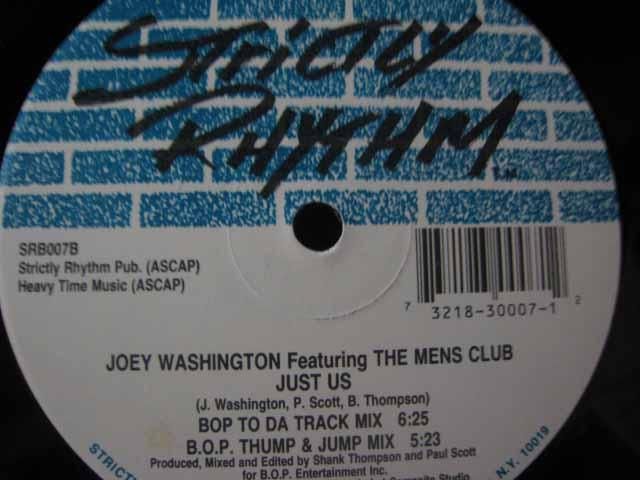 STRICTLY
RHYTHM T.M.
SRB007B
Strictly Rhythm Pub. (ASCAP)
Heavy Time Music (ASCAP)
7 3218-30007-1 2
JOEY WASHINGTON Featuring THE MENS CLUB
JUST US
(J. Washington, P. Scott, B. Thompson)
BOP TO DA TRACK MIX 6:25
B.O.P. THUMP & JUMP MIX 5:23
Produced, Mixed and Edited by Shank Thompson and Paul Scott
for B.O.P. Entertainment Inc.
Studio
N.Y. 10019